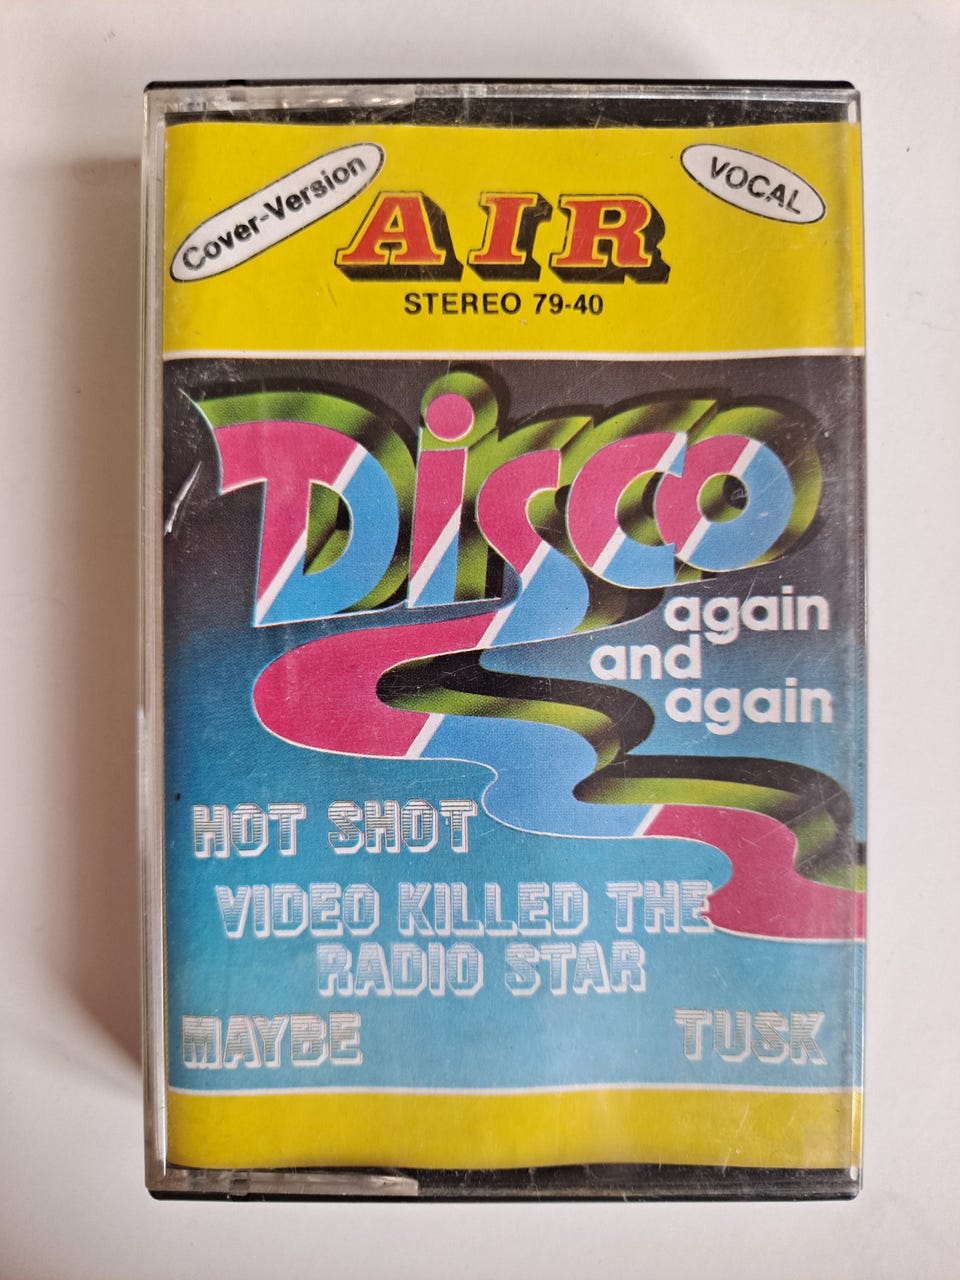 Cover-Version
AIR
VOCAL
STEREO 79-40
Disco
again
and
again
HOT SHOT
VIDEO KILLED THE
RADIO STAR
MAYBE
TUSK